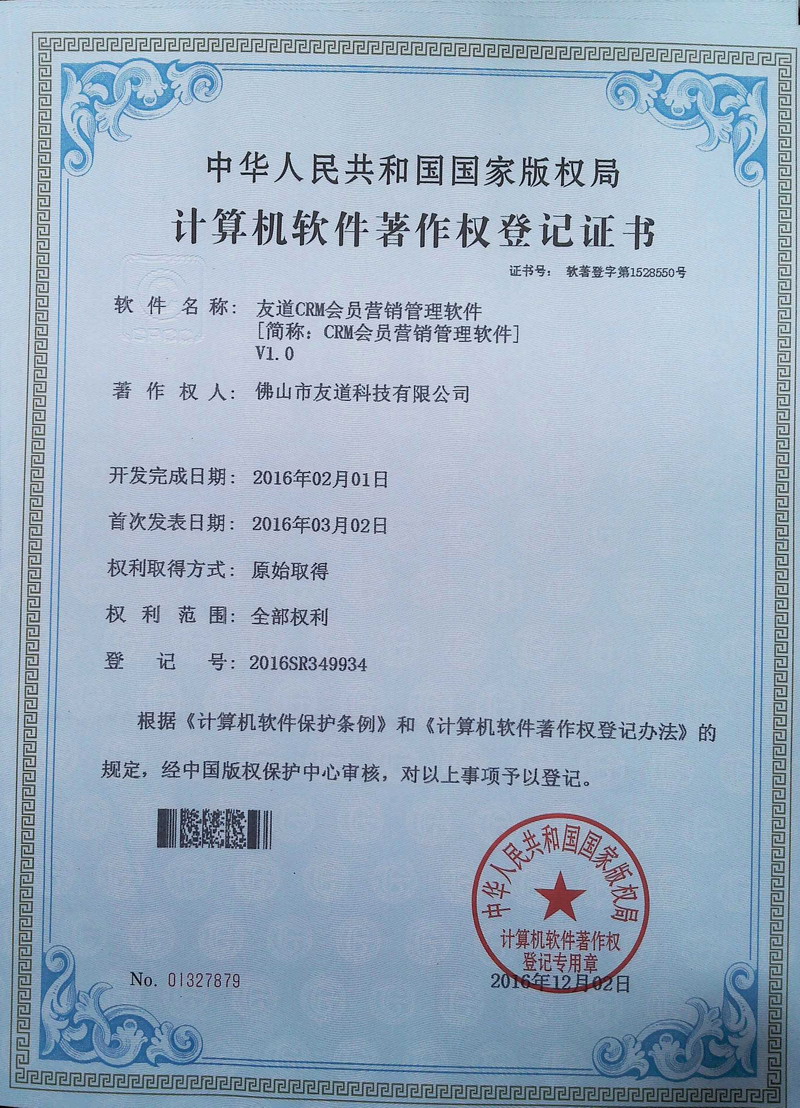 中华人民共和国国家版权局
计算机软件著作权登记证书
证书号： 软著登字第1528550号
软件名称： 友道CRM会员营销管理软件
[简称：CRM会员营销管理软件]
V1.0
著作权人： 佛山市友道科技有限公司
开发完成日期： 2016年02月01日
首次发表日期： 2016年03月02日
权利取得方式： 原始取得
权利范围： 全部权利
登记号： 2016SR349934
根据《计算机软件保护条例》和《计算机软件著作权登记办法》的
规定，经中国版权保护中心审核，对以上事项予以登记。
中华人民共和国国家版权局
计算机软件著作权
登记专用章
No. 01327879
2016年12月02日